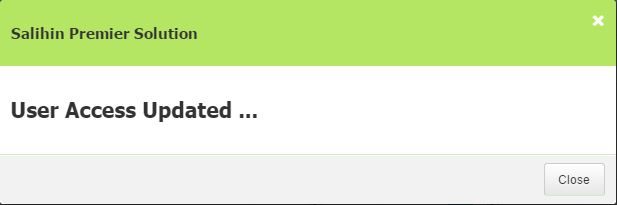 Salihin Premier Solution
User Access Updated ...
Close